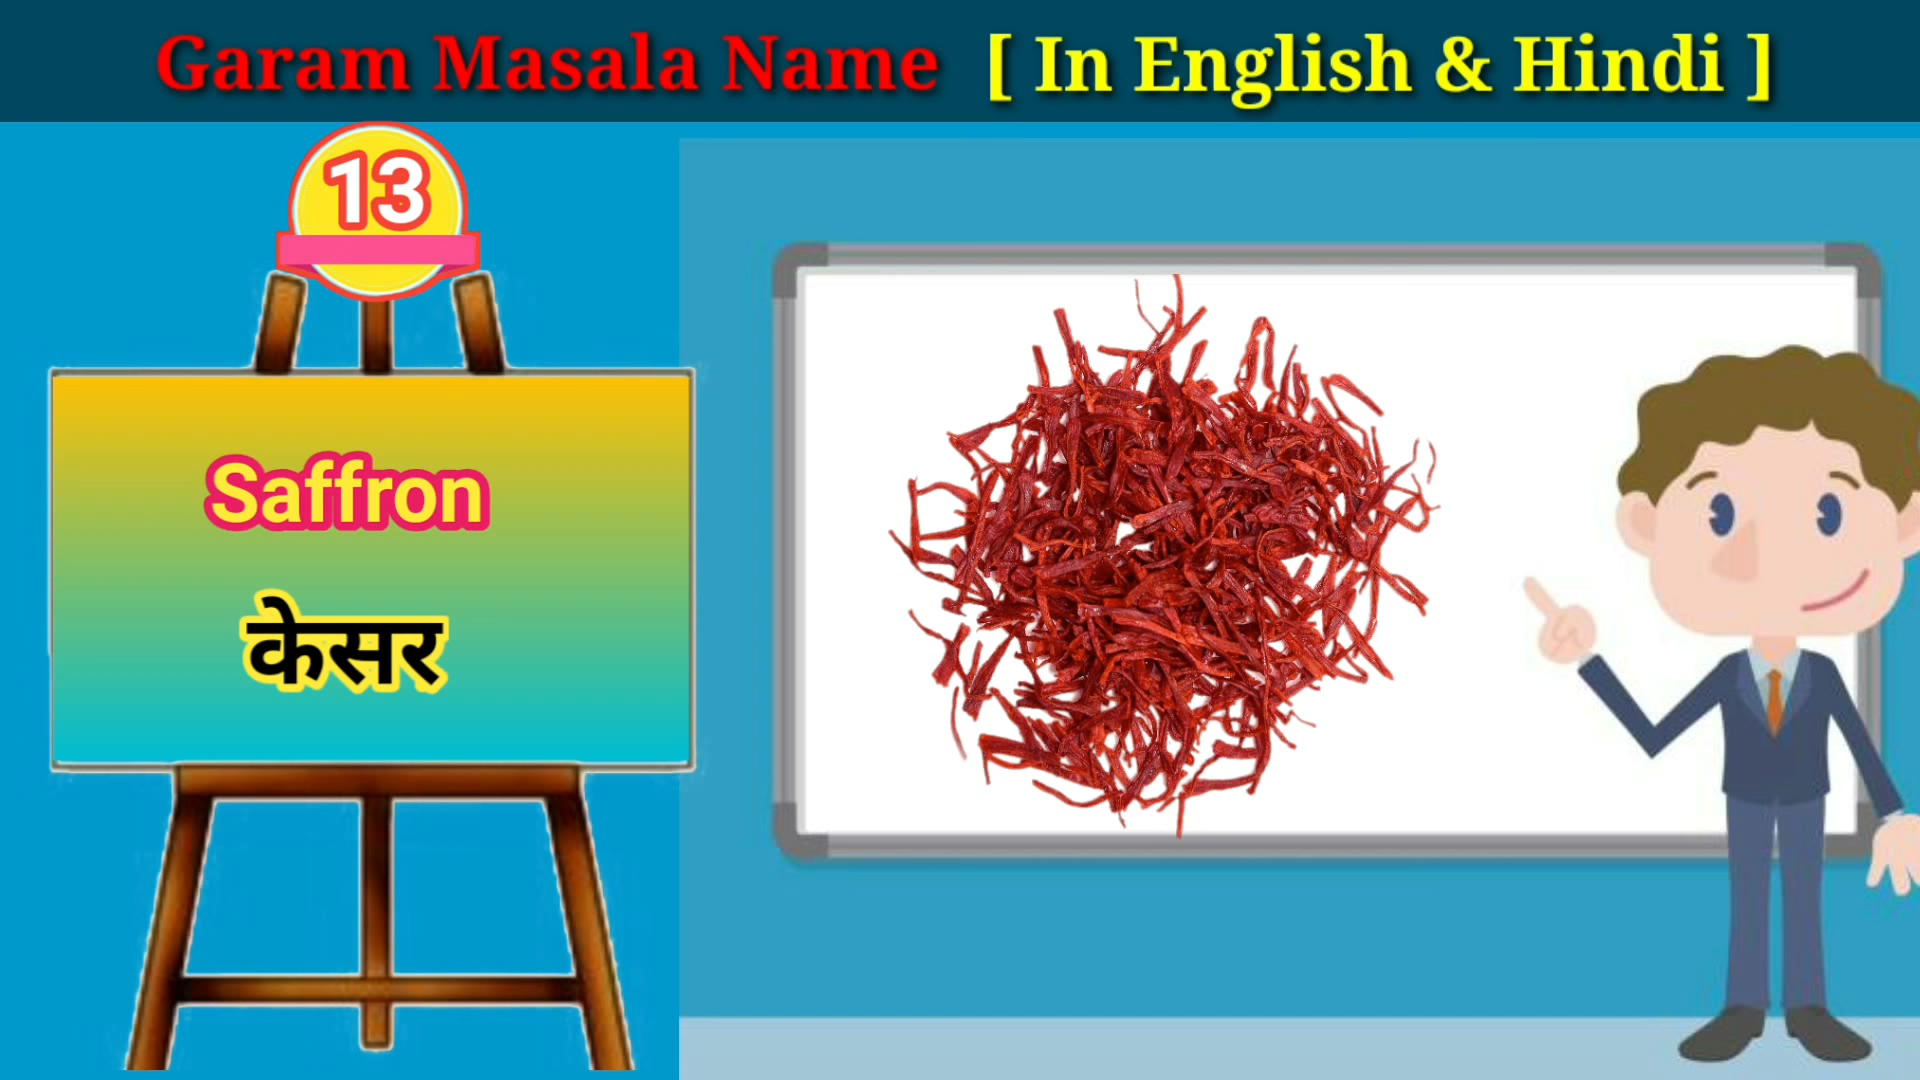 Garam Masala Name [ In English & Hindi ]
13
Saffron
केसर